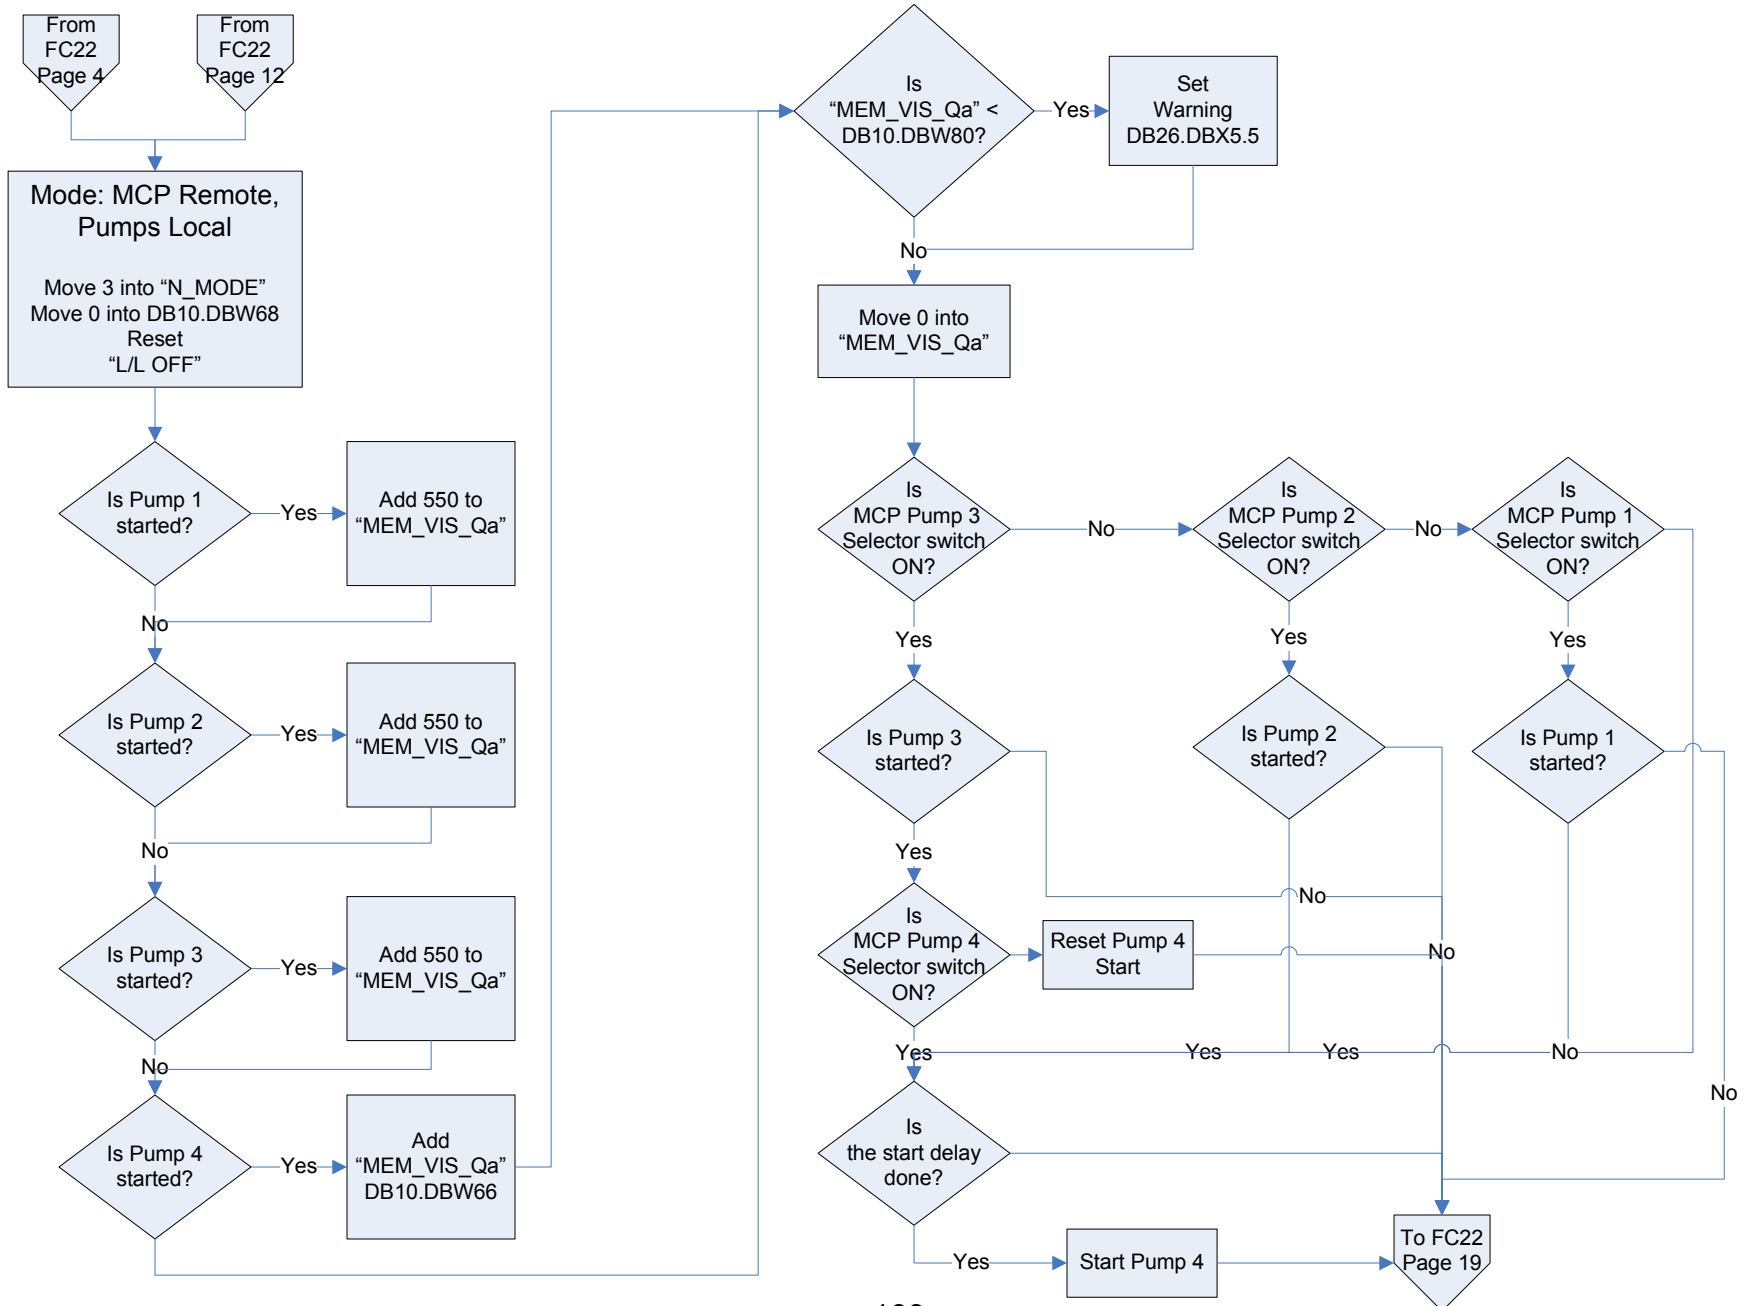 From
FC22
Page 4
From
FC22
Page 12
Mode: MCP Remote,
Pumps Local
Move 3 into “N_MODE”
Move 0 into DB10.DBW68
Reset
“L/L OFF”
Is Pump 1
started?
Yes
Add 550 to
“MEM_VIS_Qa”
No
Is Pump 2
started?
Yes
Add 550 to
“MEM_VIS_Qa”
No
Is Pump 3
started?
Yes
Add 550 to
“MEM_VIS_Qa”
No
Is Pump 4
started?
Yes
Add
“MEM_VIS_Qa”
DB10.DBW66
Is
“MEM_VIS_Qa” <
DB10.DBW80?
Yes
Set
Warning
DB26.DBX5.5
No
Move 0 into
“MEM_VIS_Qa”
Is
MCP Pump 3
Selector switch
ON?
No
Is
MCP Pump 2
Selector switch
ON?
No
Is
MCP Pump 1
Selector switch
ON?
Yes
Yes
Yes
Is Pump 3
started?
Is Pump 2
started?
Is Pump 1
started?
Yes
No
Is
MCP Pump 4
Selector switch
ON?
Reset Pump 4
Start
No
Yes
Yes
Yes
No
No
Is
the start delay
done?
Yes
Start Pump 4
To FC22
Page 19